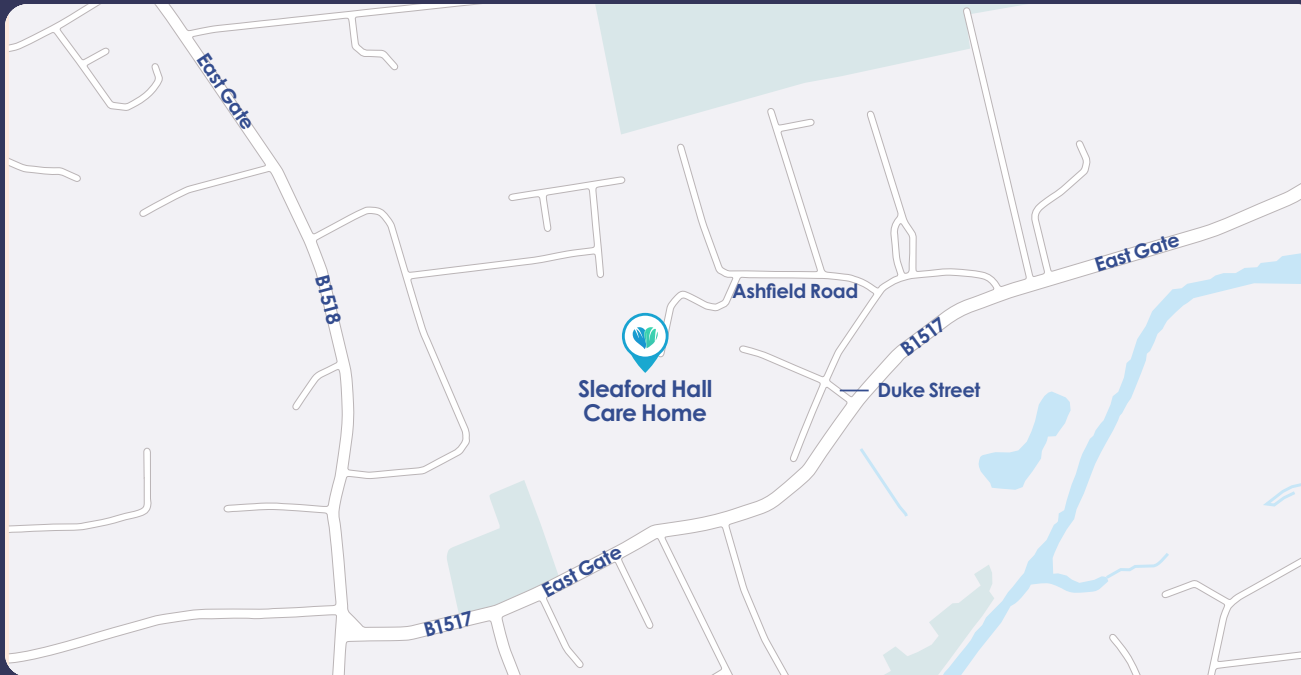 East Gate
East Gate
B1518
Ashfield Road
B1517
Sleaford Hall
Care Home
Duke Street
East Gate
B1517